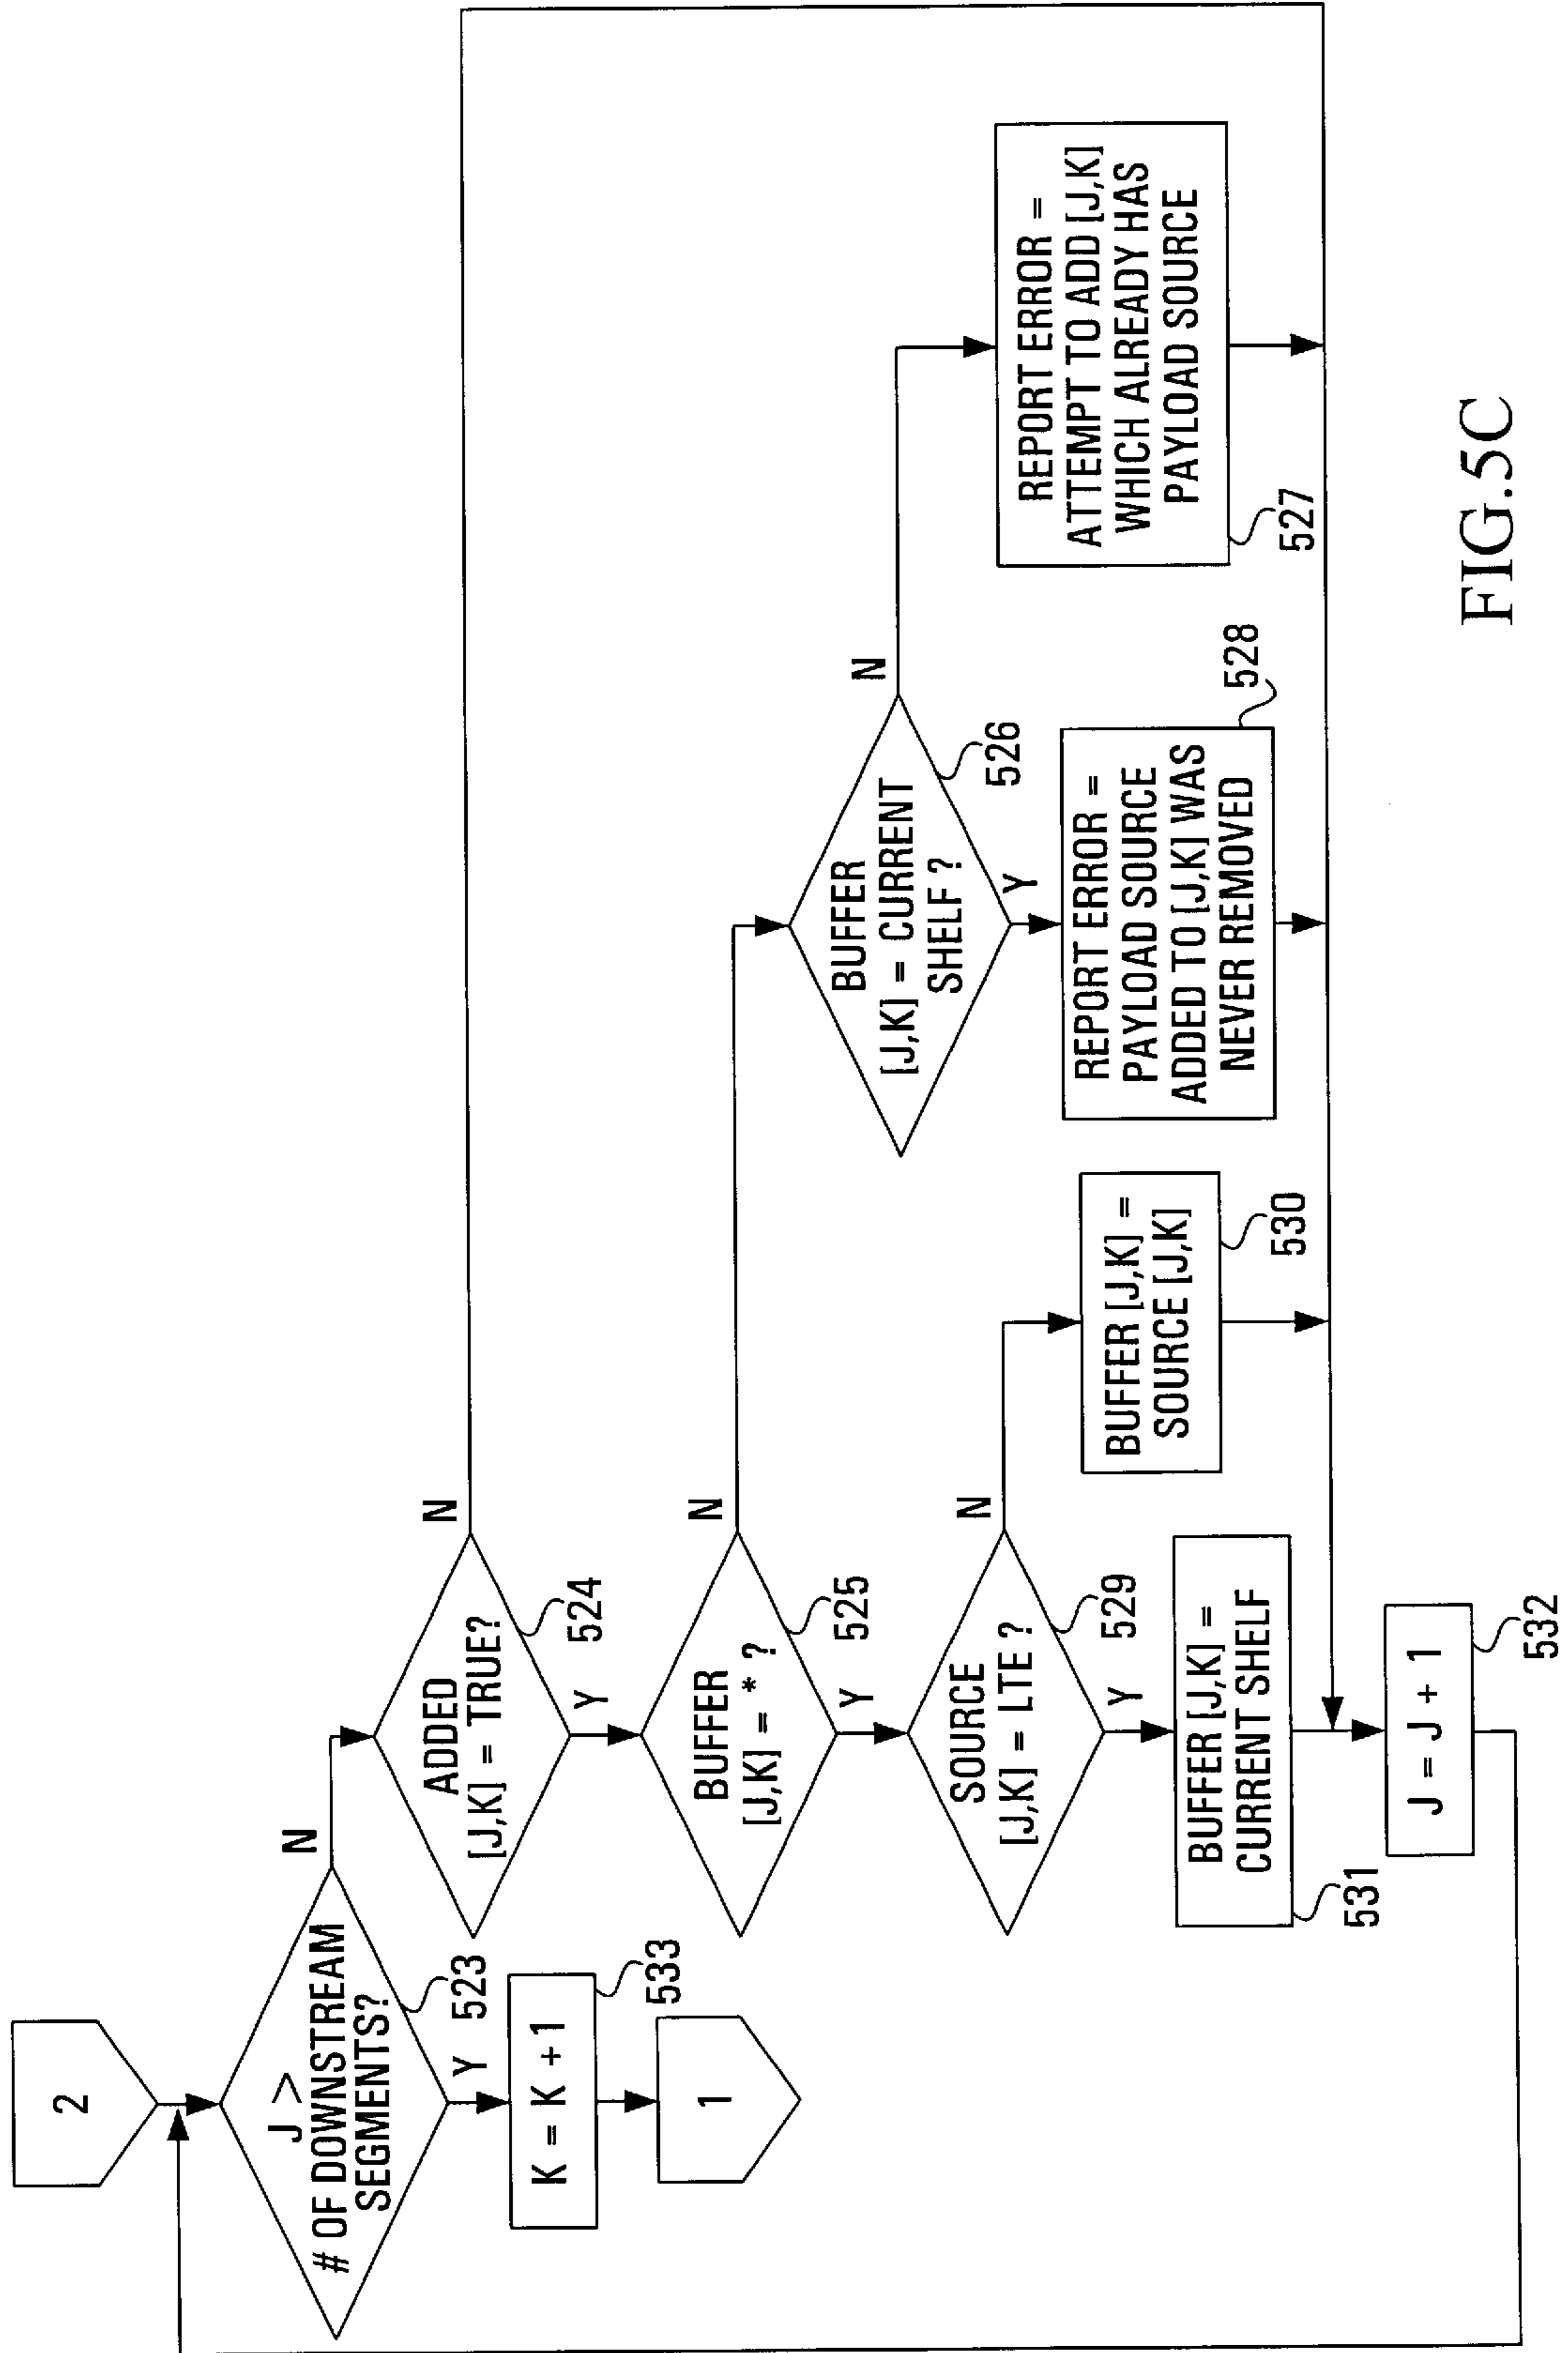 2
J >
# OF DOWNSTREAM
SEGMENTS?
523
N
Y
K = K + 1
533
1
ADDED
[J,K] = TRUE?
524
N
Y
BUFFER
[J,K] = * ?
525
N
Y
BUFFER
[J,K] = CURRENT
SHELF ?
526
N
Y
REPORT ERROR =
ATTEMPT TO ADD [J,K]
WHICH ALREADY HAS
PAYLOAD SOURCE
527
REPORT ERROR =
PAYLOAD SOURCE
ADDED TO [J,K] WAS
NEVER REMOVED
528
SOURCE
[J,K] = LTE ?
529
N
Y
BUFFER [J,K] =
SOURCE [J,K]
530
BUFFER [J,K] =
CURRENT SHELF
531
J = J + 1
532
FIG.5C